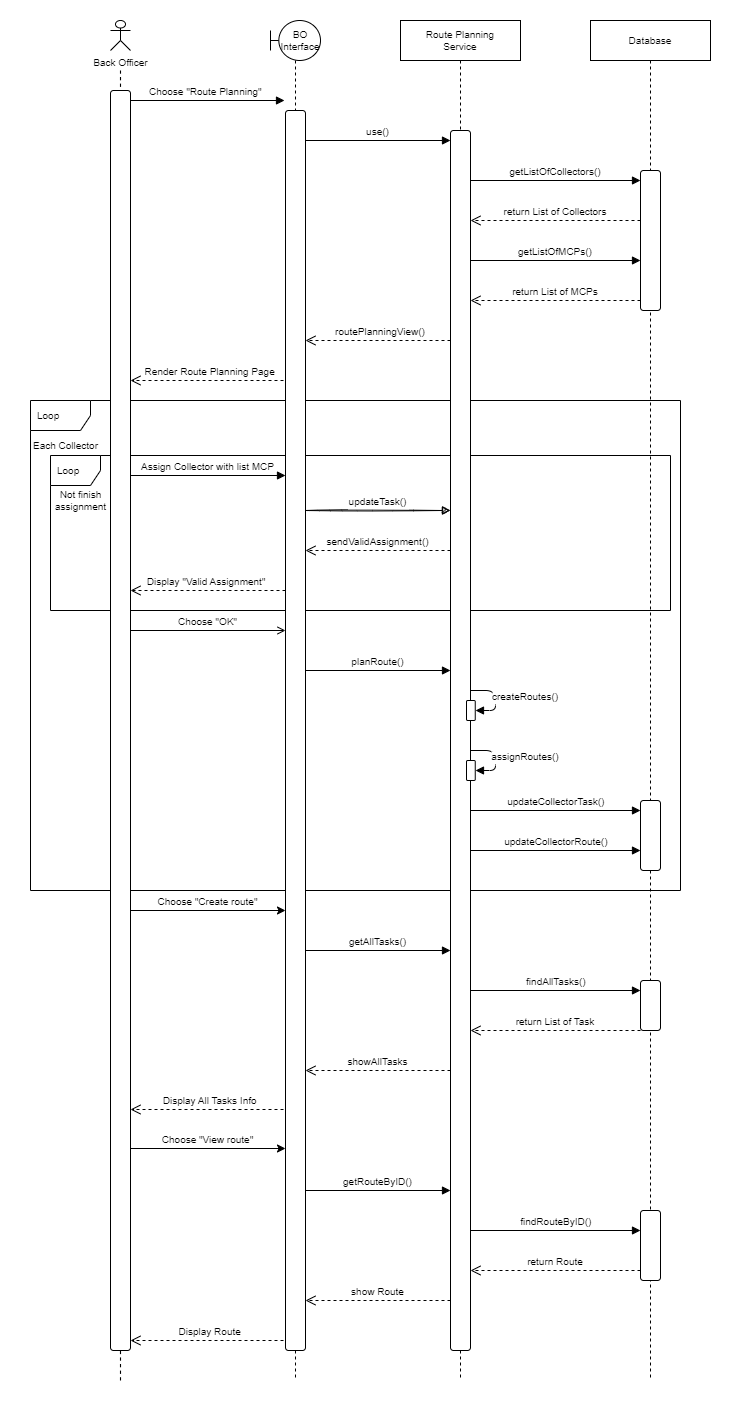 BO
Interface
Route Planning
Service
Database
Back Officer
Choose "Route Planning"
use()
getListOfCollectors()
return List of Collectors
getListOfMCPs()
return List of MCPs
routePlanningView()
Render Route Planning Page
Loop
Each Collector
Loop
Assign Collector with list MCP
Not finish
assignment
updateTask()
sendValidAssignment()
Display "Valid Assignment"
Choose "OK"
planRoute()
createRoutes()
assignRoutes()
updateCollectorTask()
updateCollectorRoute()
Choose "Create route"
getAllTasks()
findAllTasks()
return List of Task
showAllTasks
Display All Tasks Info
Choose "View route"
getRouteByID()
findRouteByID()
return Route
show Route
Display Route